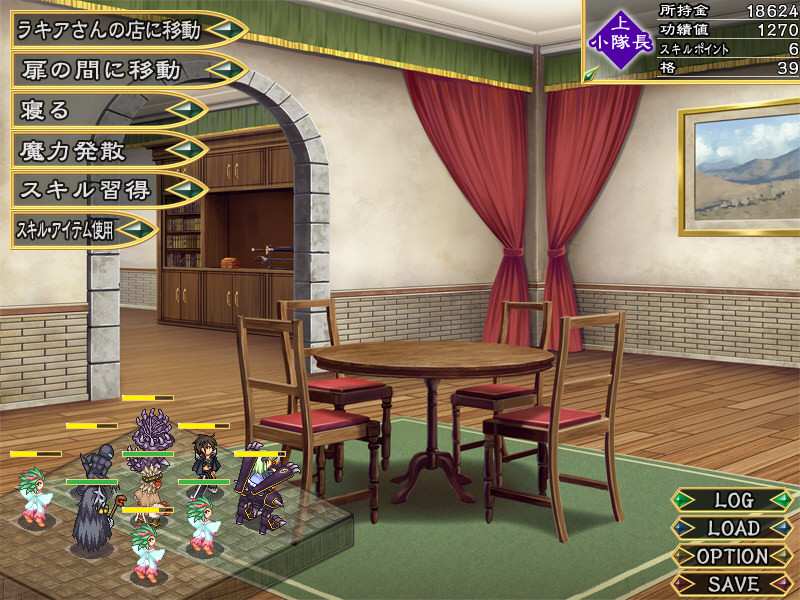 ラキアさんの店に移動
扉の間に移動
寝る
魔力発散
スキル習得
スキル・アイテム使用
上
小隊長
所持金 18624
功績値 1270
スキルポイント 6
格 39
LOG
LOAD
OPTION
SAVE